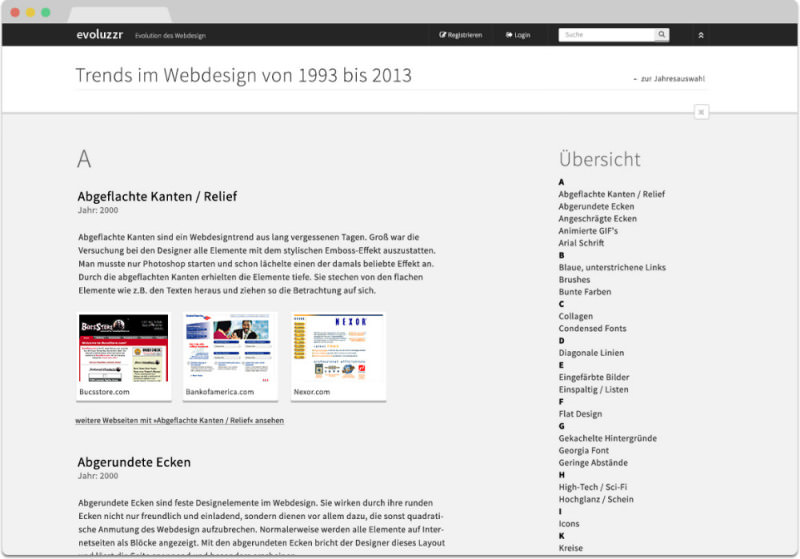 evoluzzr Evolution des Webdesign Registrieren Login Suche
Trends im Webdesign von 1993 bis 2013
zur Jahresauswahl
A
Abgeflachte Kanten / Relief
Jahr: 2000
Abgeflachte Kanten sind ein Webdesigntrend aus lang vergessenen Tagen. Groß war die
Versuchung bei den Designer alle Elemente mit dem stylischen Emboss-Effekt auszustatten.
Man musste nur Photoshop starten und schon lächelte einen der damals beliebte Effekt an.
Durch die abgeflachten Kanten erhielten die Elemente tiefe. Sie stechen von den flachen
Elemente wie z.B. den Texten heraus und ziehen so die Betrachtung auf sich.
BucsStore
Welcome to BucsStore.com!
NEXOR
Bucsstore.com
Bankofamerica.com
Nexor.com
weitere Webseiten mit »Abgeflachte Kanten / Relief« ansehen
Abgerundete Ecken
Jahr: 2000
Abgerundete Ecken sind feste Designelemente im Webdesign. Sie wirken durch ihre runden
Ecken nicht nur freundlich und einladend, sondern dienen vor allem dazu, die sonst quadrati-
sche Anmutung des Webdesign aufzubrechen. Normalerweise werden alle Elemente auf Inter-
netseiten als Blöcke angezeigt. Mit den abgerundeten Ecken bricht der Designer dieses Layout
Übersicht
A
Abgeflachte Kanten / Relief
Abgerundete Ecken
Angeschrägte Ecken
Animierte GIF's
Arial Schrift
B
Blaue, unterstrichene Links
Brushes
Bunte Farben
C
Collagen
Condensed Fonts
D
Diagonale Linien
E
Eingefärbte Bilder
Einspaltig / Listen
F
Flat Design
G
Gekachelte Hintergründe
Georgia Font
Geringe Abstände
H
High-Tech / Sci-Fi
Hochglanz / Schein
I
Icons
K
Kreise